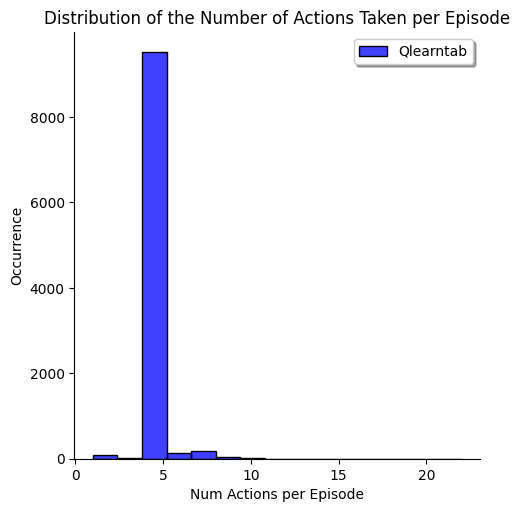 Distribution of the Number of Actions Taken per Episode
Qlearntab
Occurrence
8000
6000
4000
2000
0
0 5 10 15 20
Num Actions per Episode